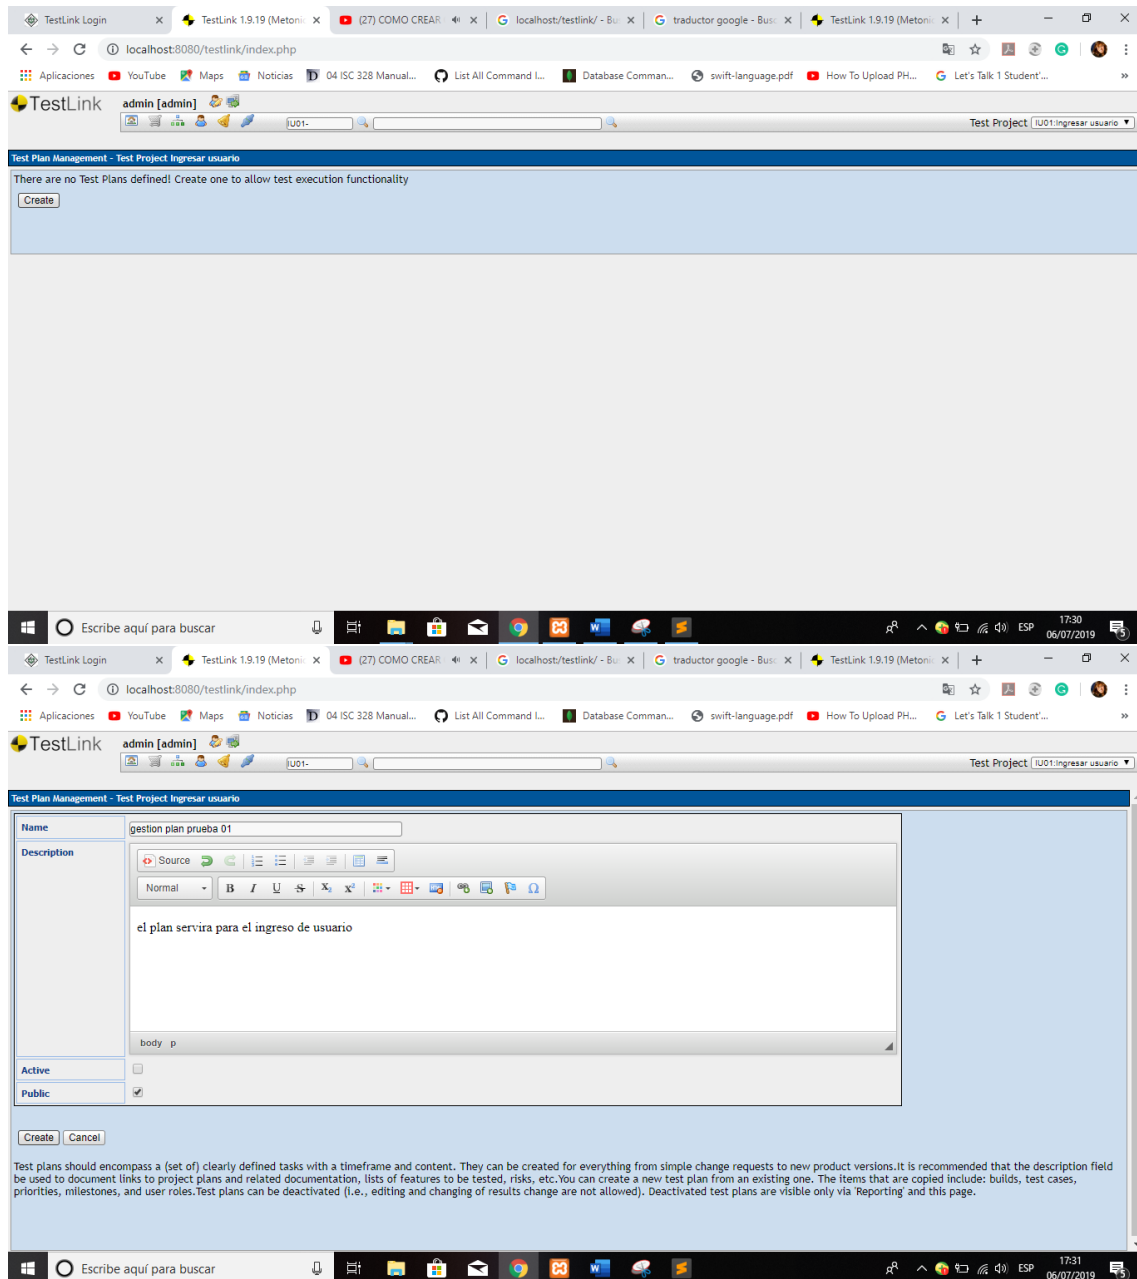 TestLink Login
TestLink 1.9.19 (Metonic
(27) COMO CREAR
localhost:/testlink/ - Bu
traductor google - Busc
TestLink 1.9.19 (Metonic
localhost:8080/testlink/index.php
Aplicaciones
YouTube
Maps
Noticias
04 ISC 328 Manual...
List All Command l...
Database Comman...
swift-language.pdf
How To Upload PH...
Let's Talk 1 Student'...
»
TestLink
admin [admin]
IU01-
Test Project
IU01:Ingresar usuario
Test Plan Management - Test Project Ingresar usuario
There are no Test Plans defined! Create one to allow test execution functionality
Create
Escribe aquí para buscar
ESP
17:30
06/07/2019
5
TestLink Login
TestLink 1.9.19 (Metonic
(27) COMO CREAR
localhost:/testlink/ - Bu
traductor google - Busc
TestLink 1.9.19 (Metonic
localhost:8080/testlink/index.php
Aplicaciones
YouTube
Maps
Noticias
04 ISC 328 Manual...
List All Command l...
Database Comman...
swift-language.pdf
How To Upload PH...
Let's Talk 1 Student'...
»
TestLink
admin [admin]
IU01-
Test Project
IU01:Ingresar usuario
Test Plan Management - Test Project Ingresar usuario
Name
gestion plan prueba 01
Description
Source
Normal
B I U S X₂ X² Ω
el plan servira para el ingreso de usuario
body p
Active
Public
Create
Cancel
Test plans should encompass a (set of) clearly defined tasks with a timeframe and content. They can be created for everything from simple change requests to new product versions.It is recommended that the description field
be used to document links to project plans and related documentation, lists of features to be tested, risks, etc.You can create a new test plan from an existing one. The items that are copied include: builds, test cases,
priorities, milestones, and user roles.Test plans can be deactivated (i.e., editing and changing of results change are not allowed). Deactivated test plans are visible only via 'Reporting' and this page.
Escribe aquí para buscar
ESP
17:31
06/07/2019
5